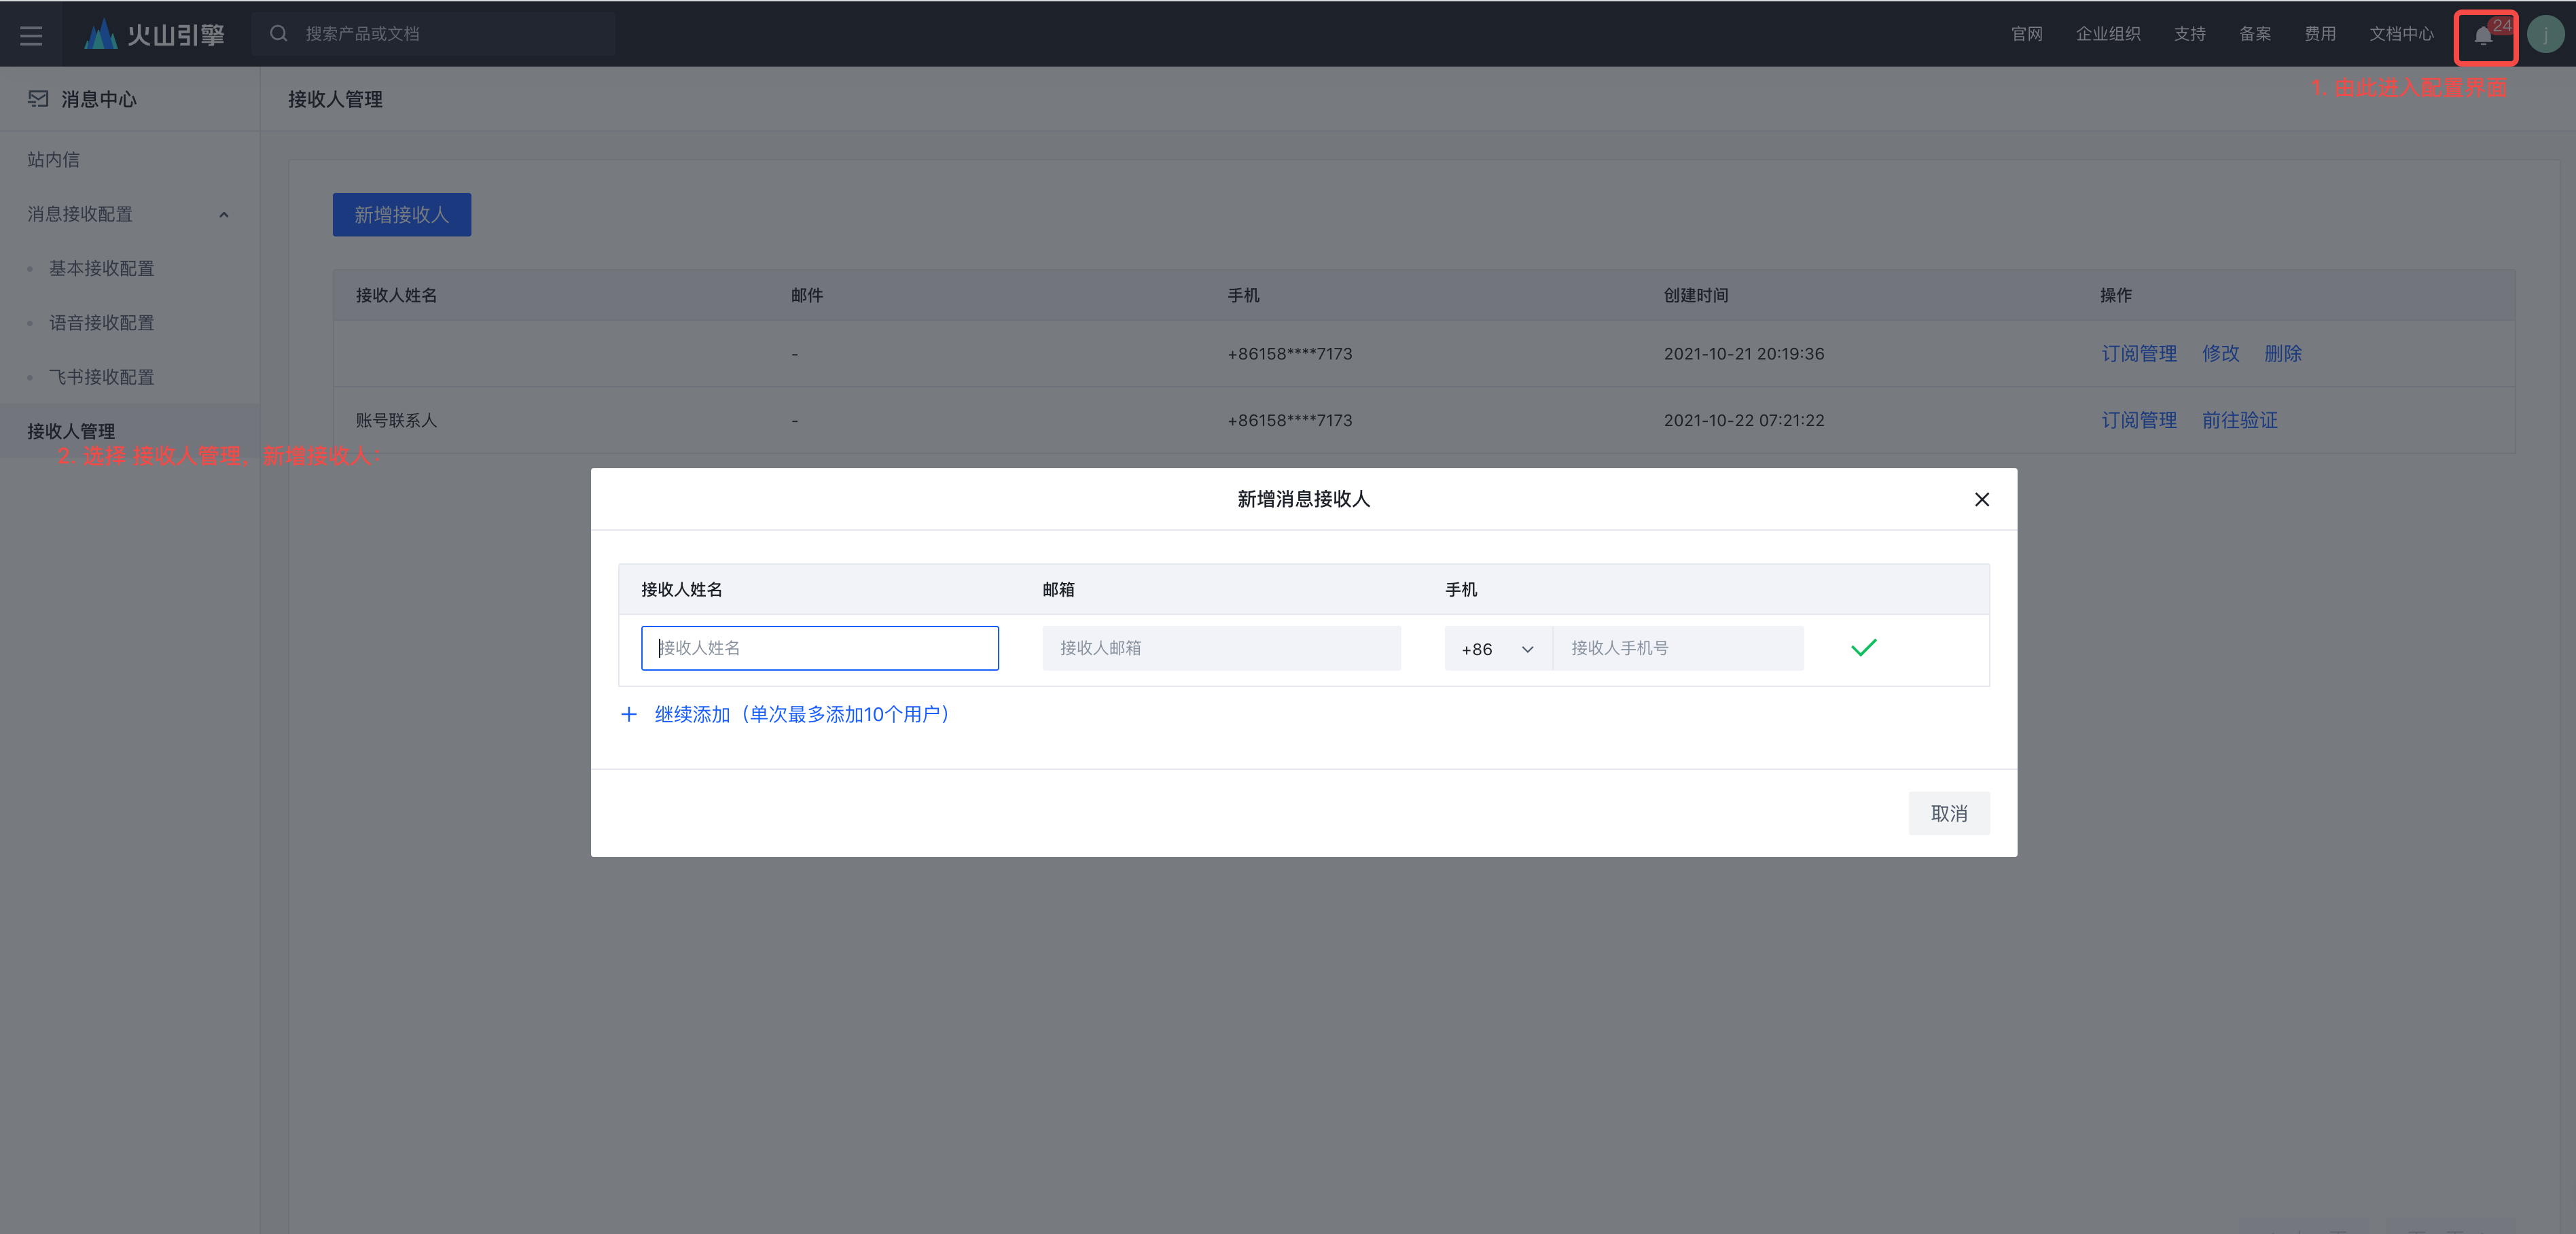 火山引擎
搜索产品或文档
官网 企业组织 支持 备案 费用 文档中心 24 j
1. 由此进入配置界面
消息中心
接收人管理
站内信
消息接收配置
基本接收配置
语音接收配置
飞书接收配置
接收人管理
2. 选择 接收人管理。新增接收人：
新增接收人
接收人姓名 邮件 手机 创建时间 操作
- +86158****7173 2021-10-21 20:19:36 订阅管理 修改 删除
账号联系人 - +86158****7173 2021-10-22 07:21:22 订阅管理 前往验证
新增消息接收人
接收人姓名 邮箱 手机
接收人姓名 接收人邮箱 +86 接收人手机号
继续添加（单次最多添加10个用户）
取消